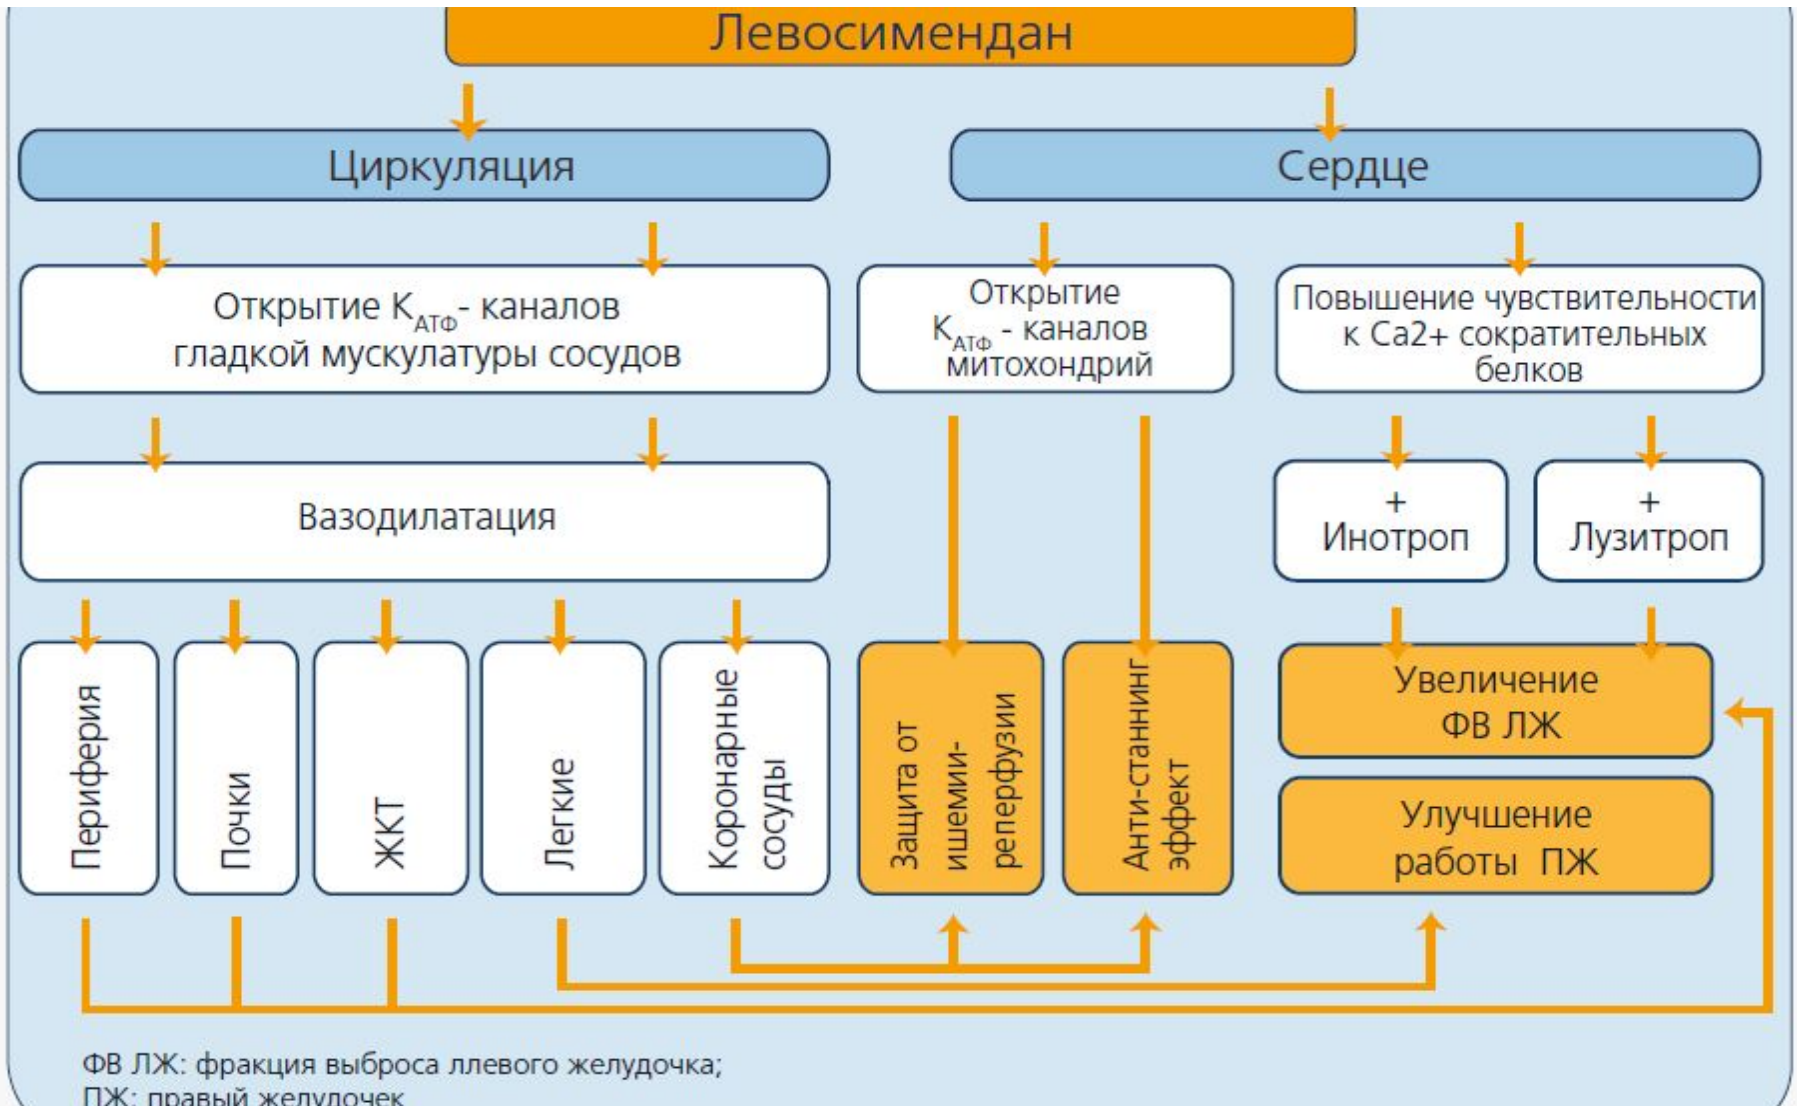 Левосимендан
Циркуляция
Сердце
Открытие КАТФ- каналов
гладкой мускулатуры сосудов
Открытие
КАТФ - каналов
митохондрий
Повышение чувствительности
к Ca2+ сократительных
белков
Вазодилатация
+
Инотроп
+
Лузитроп
Периферия
Почки
ЖКТ
Легкие
Коронарные
сосуды
Защита от
ишемии-
реперфузии
Анти-станнинг
эффект
Увеличение
ФВ ЛЖ
Улучшение
работы ПЖ
ФВ ЛЖ: фракция выброса ллевого желудочка;
ПЖ: правый желудочек